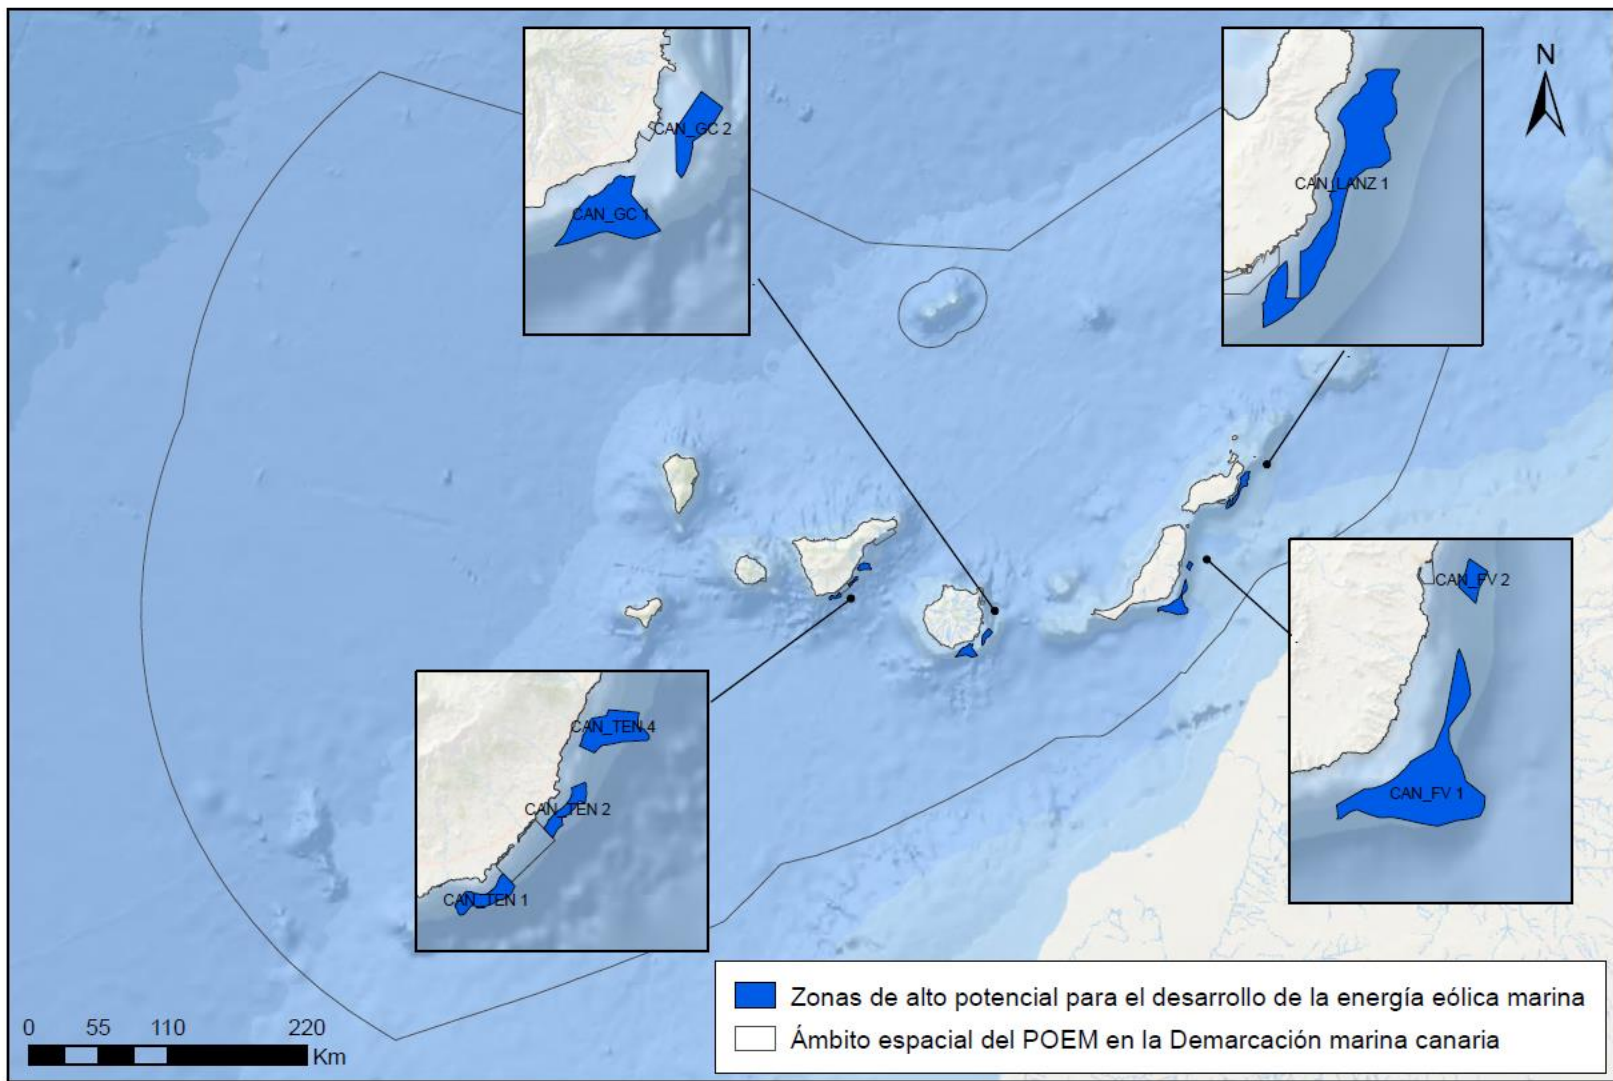 N
CAN_GC 2
CAN_GC 1
CAN_LANZ 1
CAN_FV 2
CAN_FV 1
CAN_TEN 4
CAN_TEN 2
CAN_TEN 1
Zonas de alto potencial para el desarrollo de la energía eólica marina
Ámbito espacial del POEM en la Demarcación marina canaria
0 55 110 220
Km